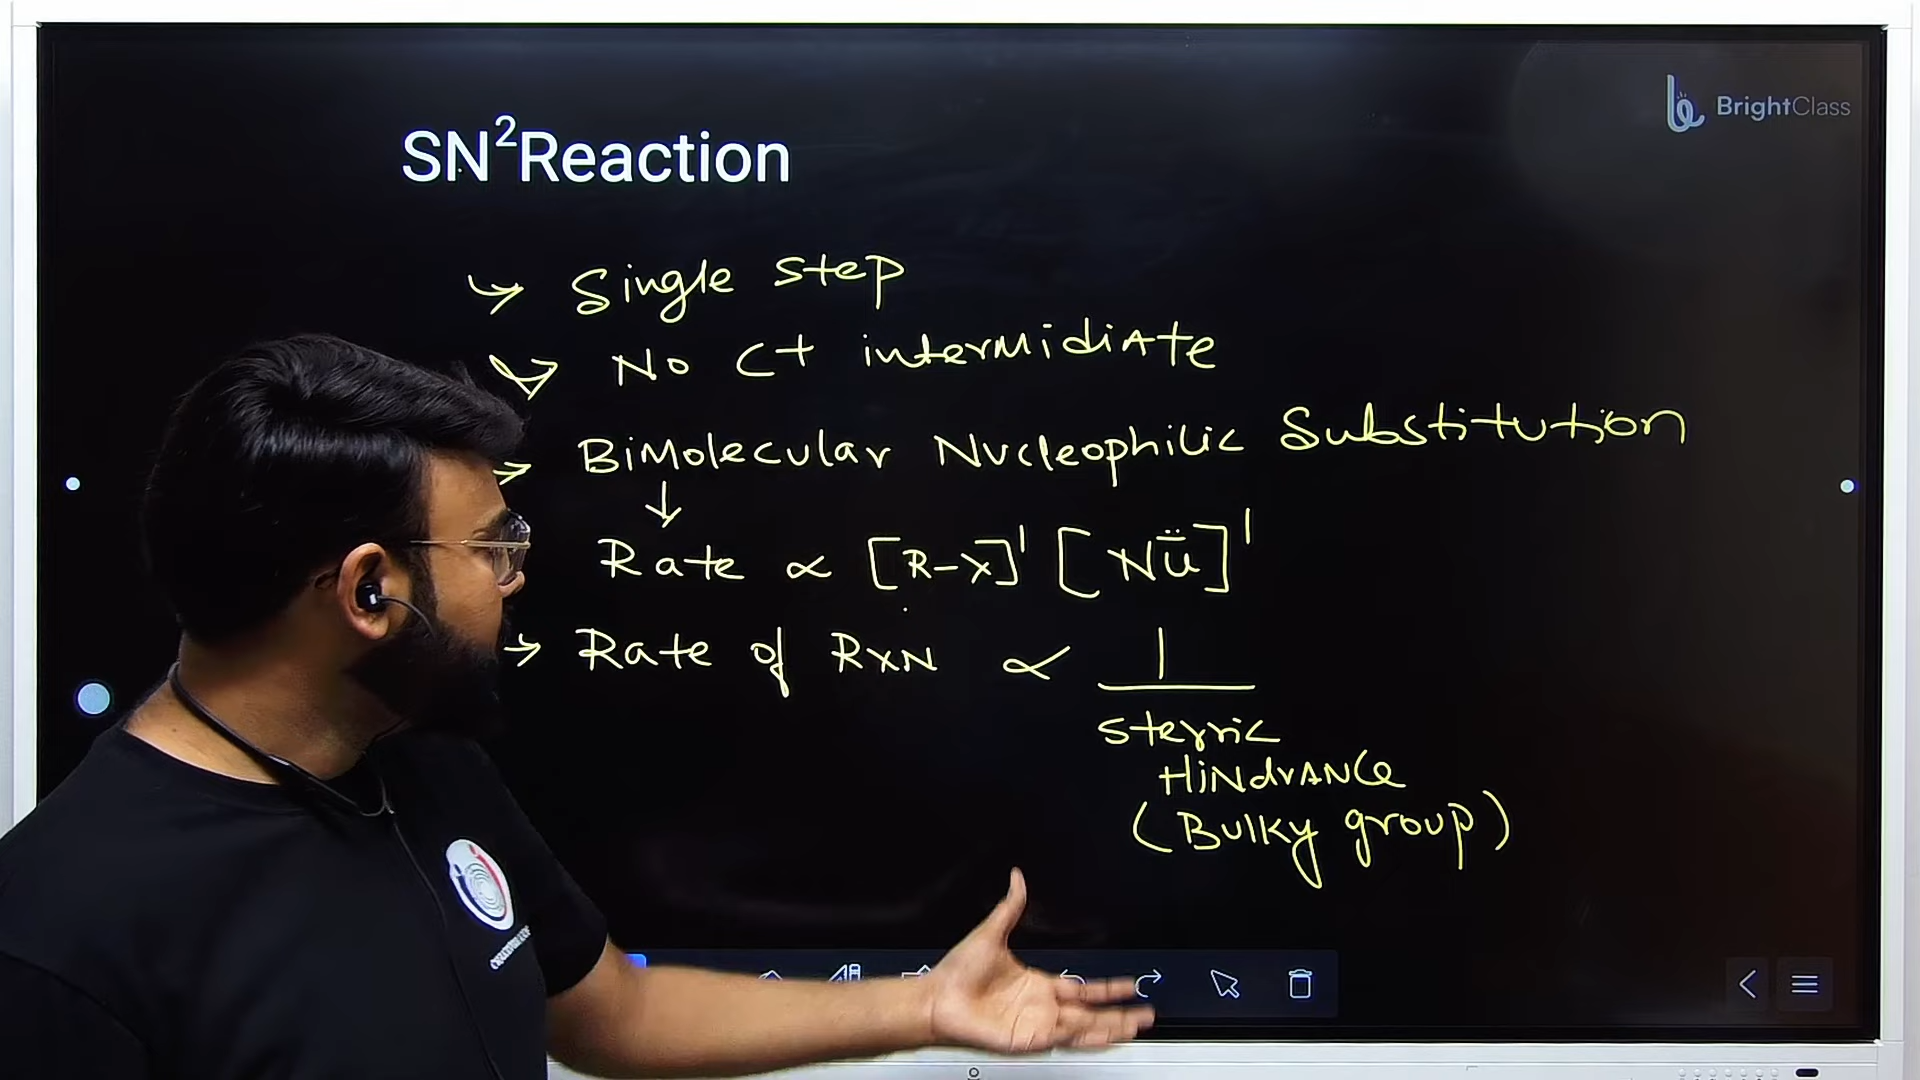 BrightClass
SN²Reaction
→ Single step
→ No C+ intermidiate
→ BiMolecular Nucleophilic Substitution
↓
Rate ∝ [R-X]¹ [Nü]¹
→ Rate of RXN ∝ 1
sterric
HiNdrANce
(Bulky group)